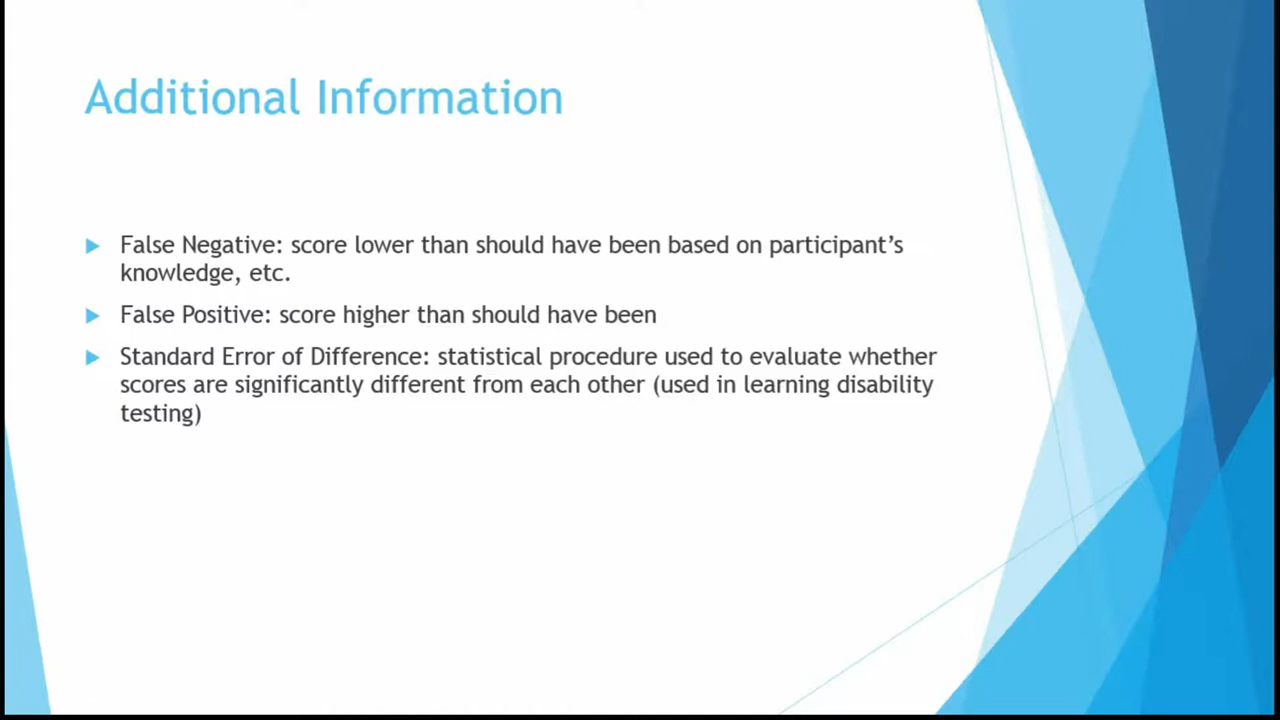 Additional Information
False Negative: score lower than should have been based on participant’s
knowledge, etc.
False Positive: score higher than should have been
Standard Error of Difference: statistical procedure used to evaluate whether
scores are significantly different from each other (used in learning disability
testing)